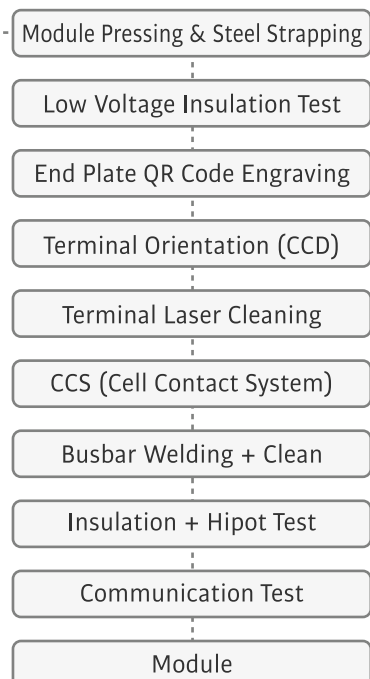 Module Pressing & Steel Strapping
Low Voltage Insulation Test
End Plate QR Code Engraving
Terminal Orientation (CCD)
Terminal Laser Cleaning
CCS (Cell Contact System)
Busbar Welding + Clean
Insulation + Hipot Test
Communication Test
Module